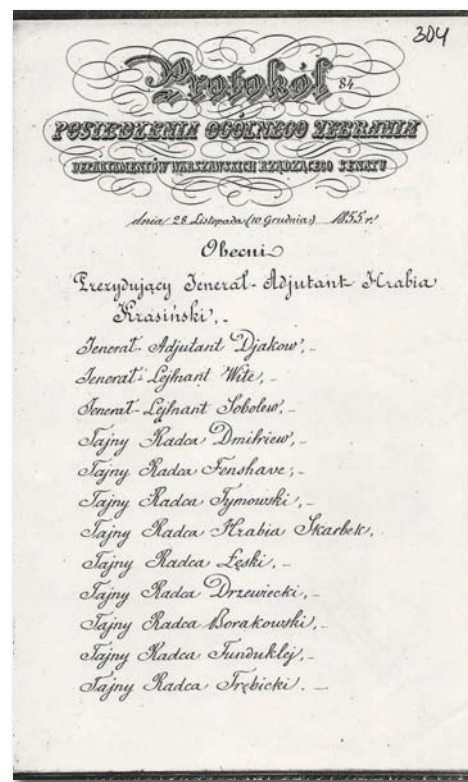 304
Protokół 84
POSIEDZENIA OGÓLNEGO ZEBRANIA
DEPARTAMENTÓW WARSZAWSKICH RZĄDZĄCEGO SENATU
dnia 28 Listopada (10 Grudnia) 1855 r.
Obecni
Prezydujący Jenerał-Adjutant Hrabia
Krasiński,-
Jenerał-Adjutant Djakow,-
Jenerał-Lejtnant Witte,-
Jenerał-Lejtnant Sobolew,-
Tajny Radca Dmitriew,-
Tajny Radca Fenshave,-
Tajny Radca Tymowski,-
Tajny Radca Hrabia Skarbek,
Tajny Radca Łęski,-
Tajny Radca Drzewiecki,-
Tajny Radca Borakowski,-
Tajny Radca Funduklej,-
Tajny Radca Trębicki.-